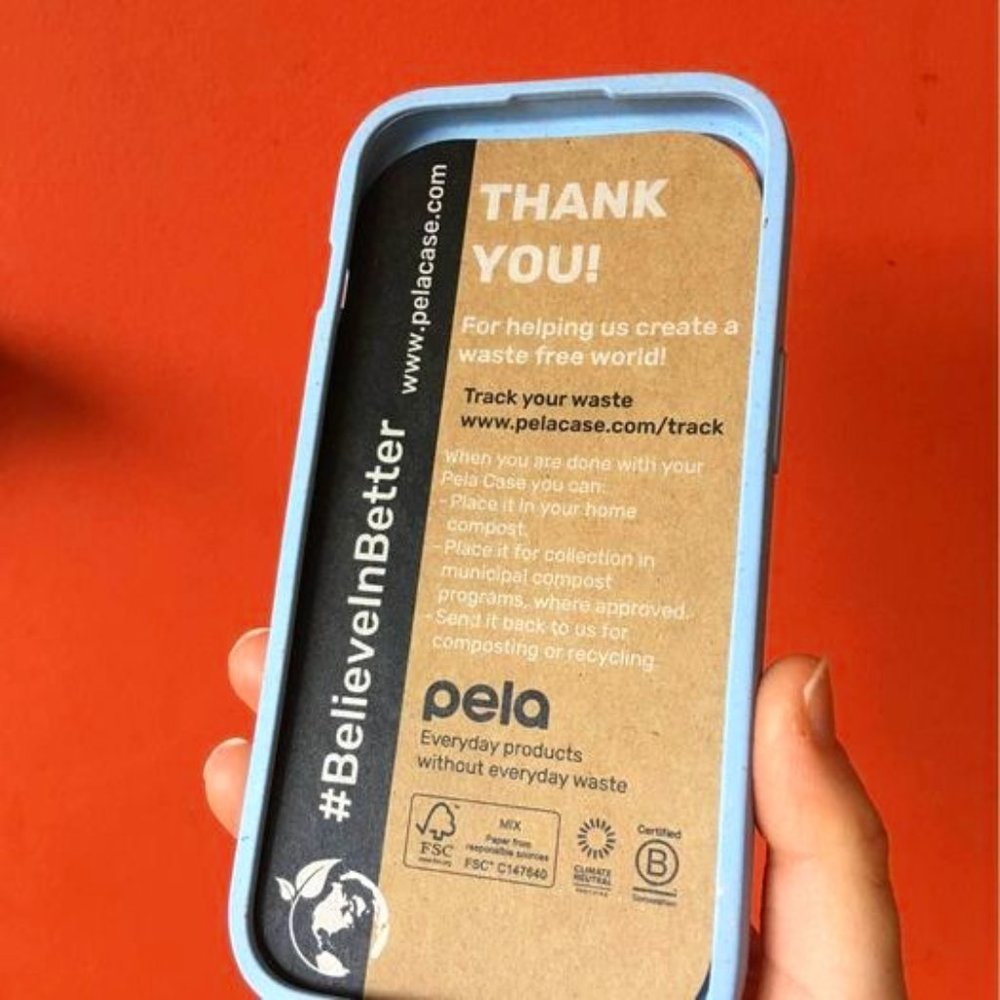 THANK
YOU!
For helping us create a
waste free world!
Track your waste
www.pelacase.com/track
When you are done with your
Pela Case you can:
- Place it in your home
compost.
- Place it for collection in
municipal compost
programs, where approved.
- Send it back to us for
composting or recycling.
pela
Everyday products
without everyday waste
FSC
MIX
Paper from
responsible sources
FSC® C147640
CLIMATE
NEUTRAL
Certified
B
Corporation
#BelieveInBetter
www.pelacase.com